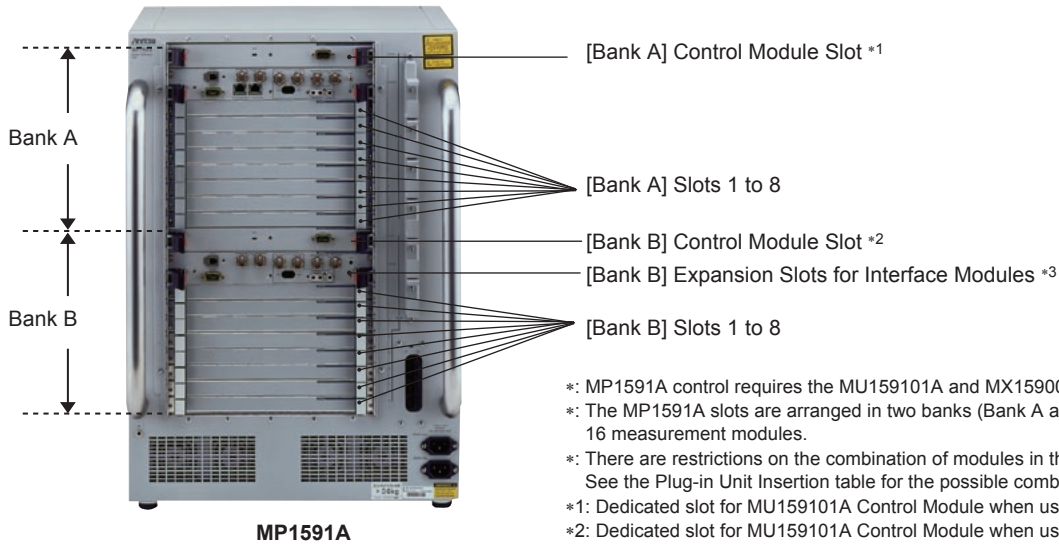 Anritsu
[Bank A] Control Module Slot *1
Bank A
[Bank A] Slots 1 to 8
[Bank B] Control Module Slot *2
[Bank B] Expansion Slots for Interface Modules *3
Bank B
[Bank B] Slots 1 to 8
*: MP1591A control requires the MU159101A and MX15900
*: The MP1591A slots are arranged in two banks (Bank A a
16 measurement modules.
*: There are restrictions on the combination of modules in th
See the Plug-in Unit Insertion table for the possible comb
*1: Dedicated slot for MU159101A Control Module when us
*2: Dedicated slot for MU159101A Control Module when us
MP1591A